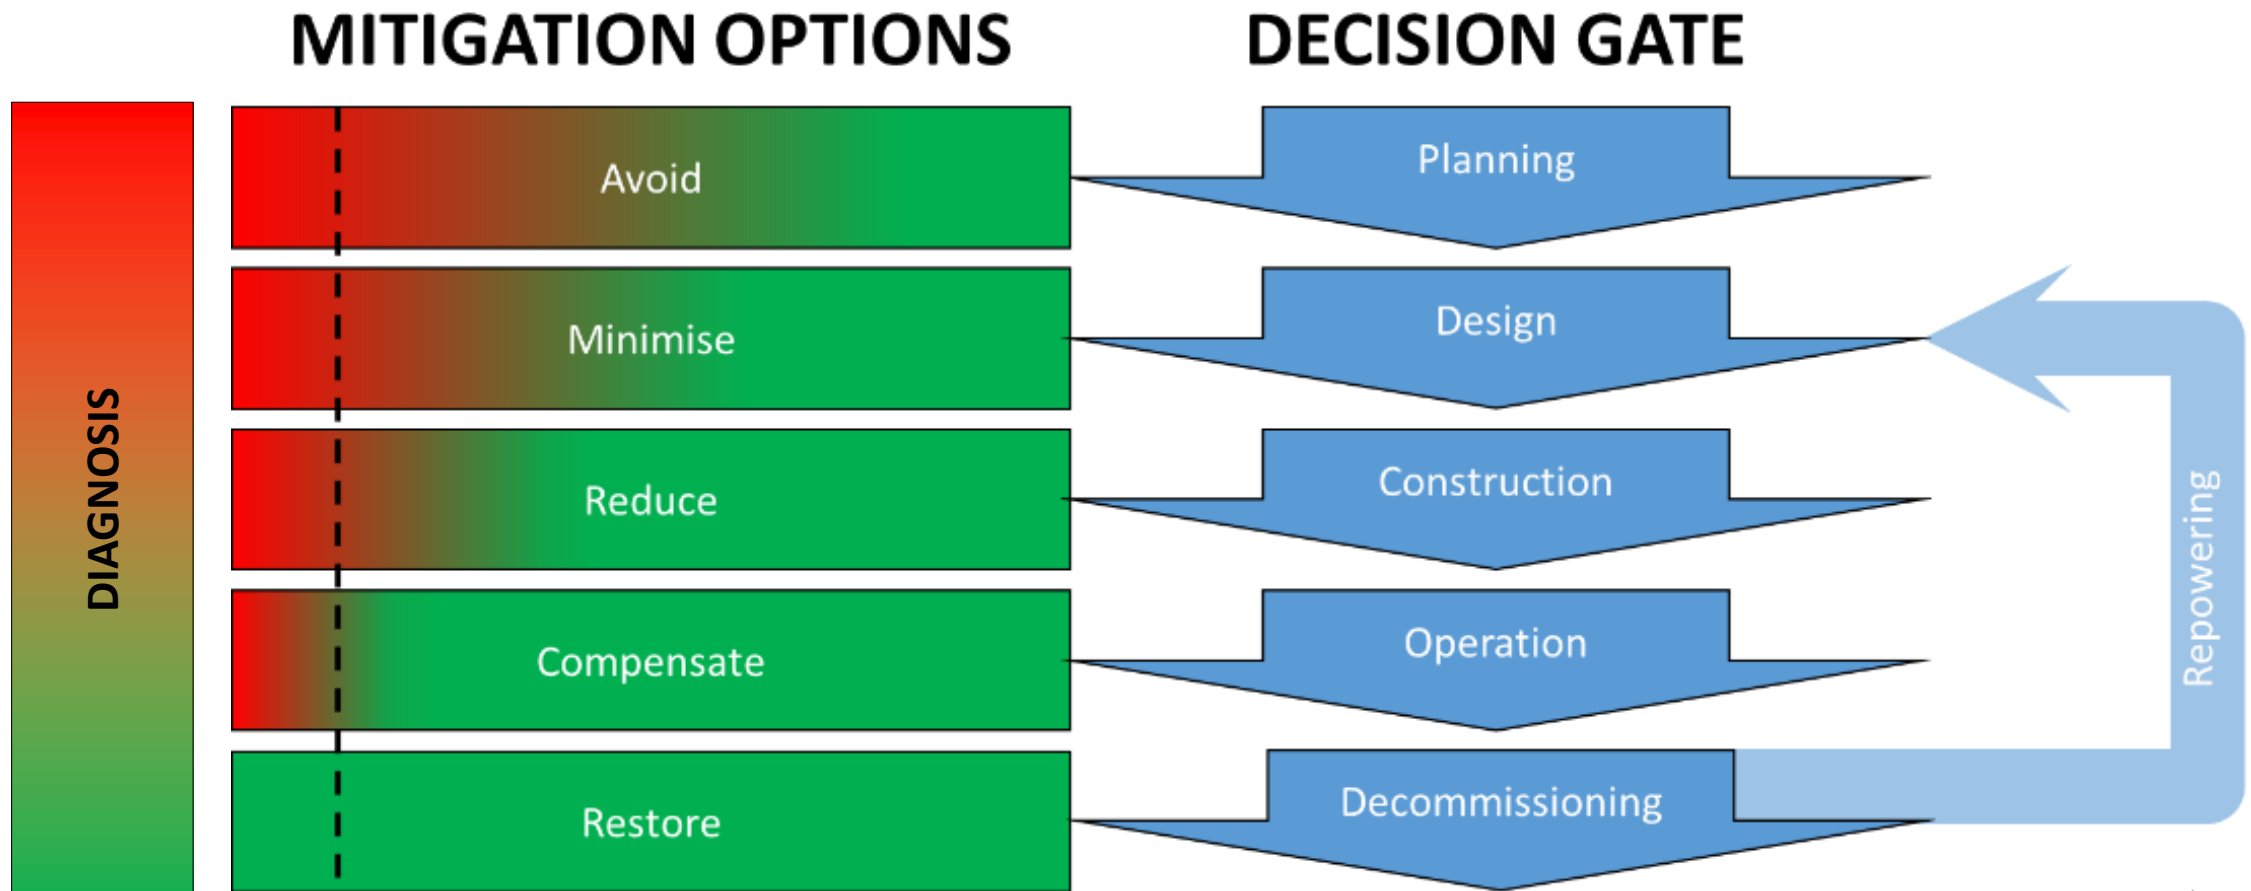 MITIGATION OPTIONS
DECISION GATE
DIAGNOSIS
Avoid
Planning
Minimise
Design
Reduce
Construction
Compensate
Operation
Restore
Decommissioning
Repowering